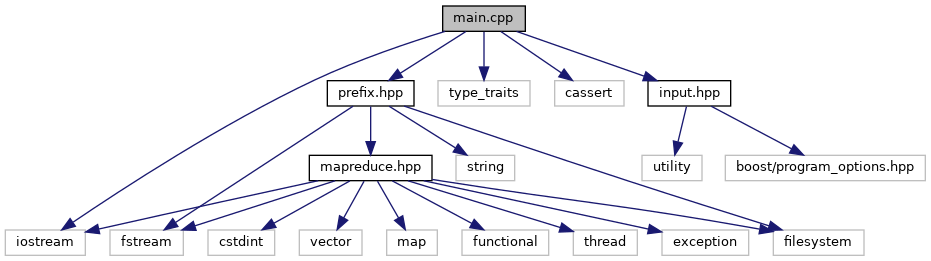 main.cpp
prefix.hpp
type_traits
cassert
input.hpp
mapreduce.hpp
string
utility
boost/program_options.hpp
iostream
fstream
cstdint
vector
map
functional
thread
exception
filesystem